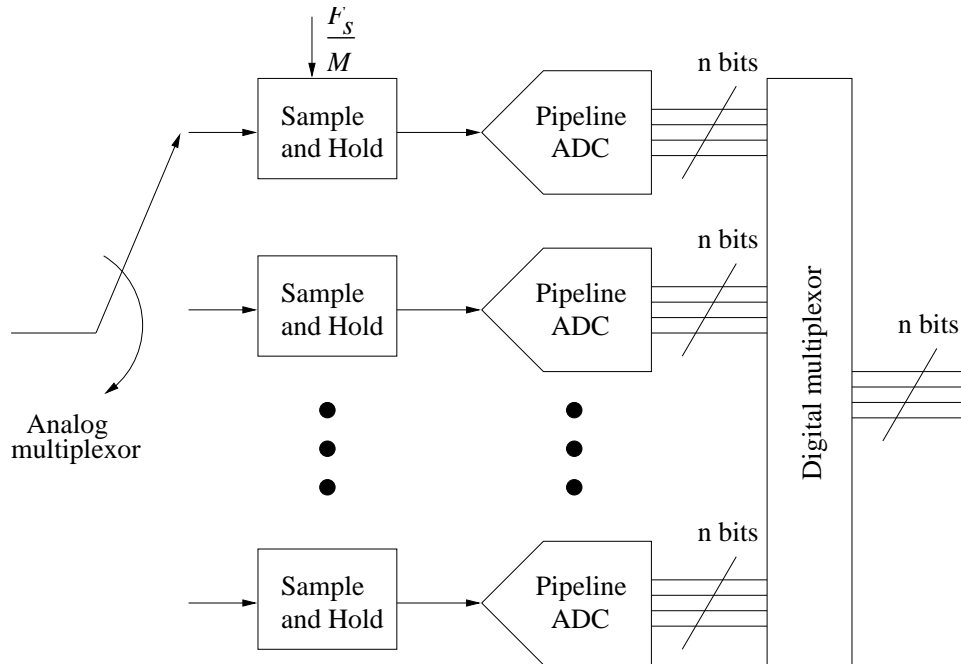 F_s
M
n bits
Sample
and Hold
Pipeline
ADC
n bits
Sample
and Hold
Pipeline
ADC
Digital multiplexor
n bits
Analog
multiplexor
n bits
Sample
and Hold
Pipeline
ADC